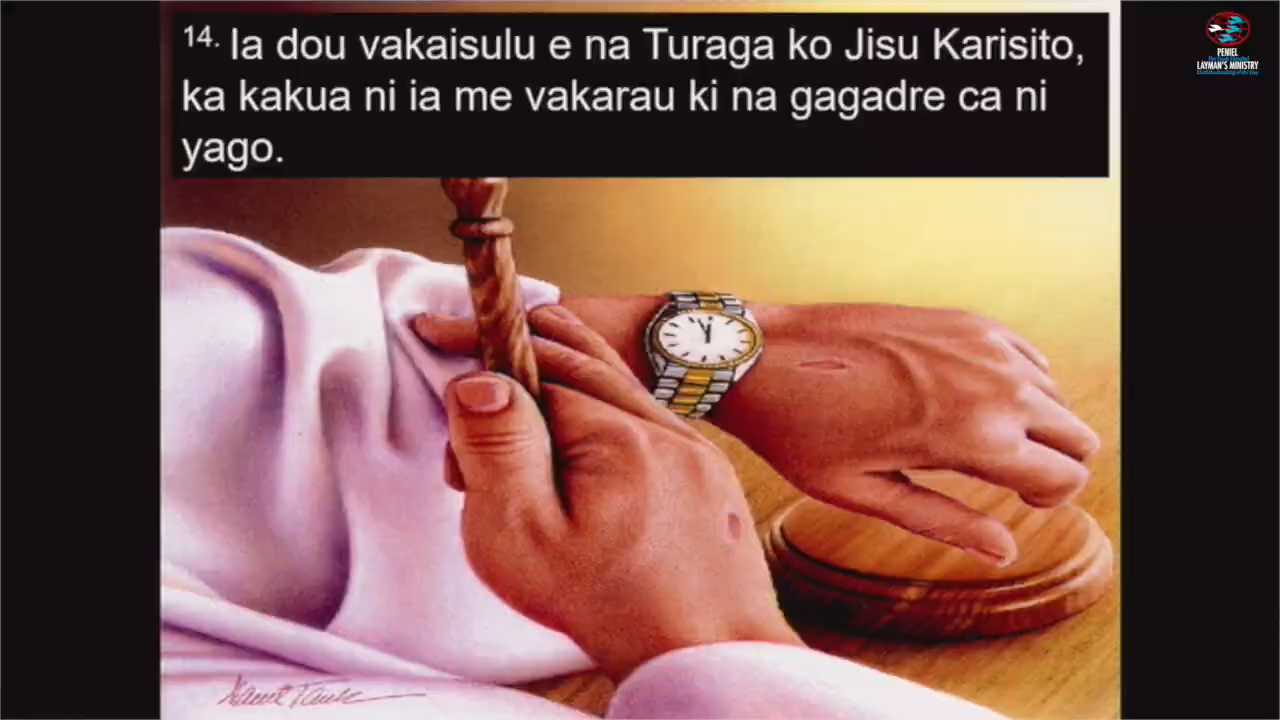 14. Ia dou vakaisulu e na Turaga ko Jisu Karisito,
ka kakua ni ia me vakarau ki na gagadre ca ni
yago.
PENIEL
LAYMAN'S MINISTRY